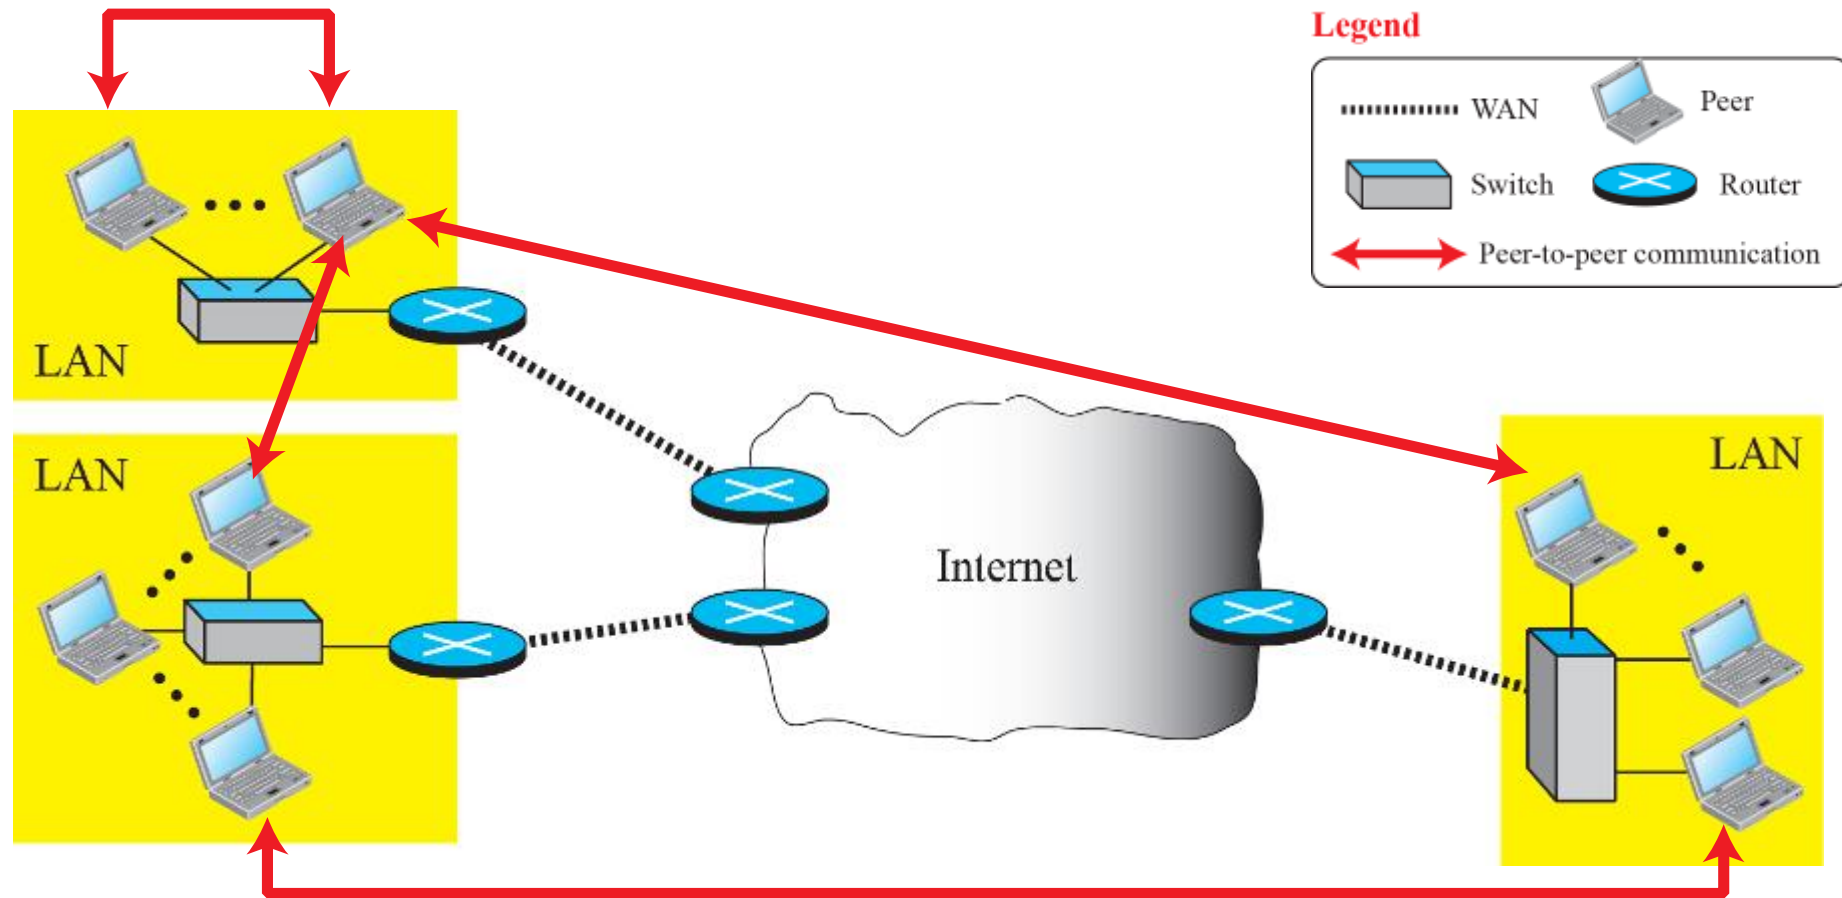 Legend
WAN
Peer
Switch
Router
Peer-to-peer communication
LAN
LAN
Internet
LAN